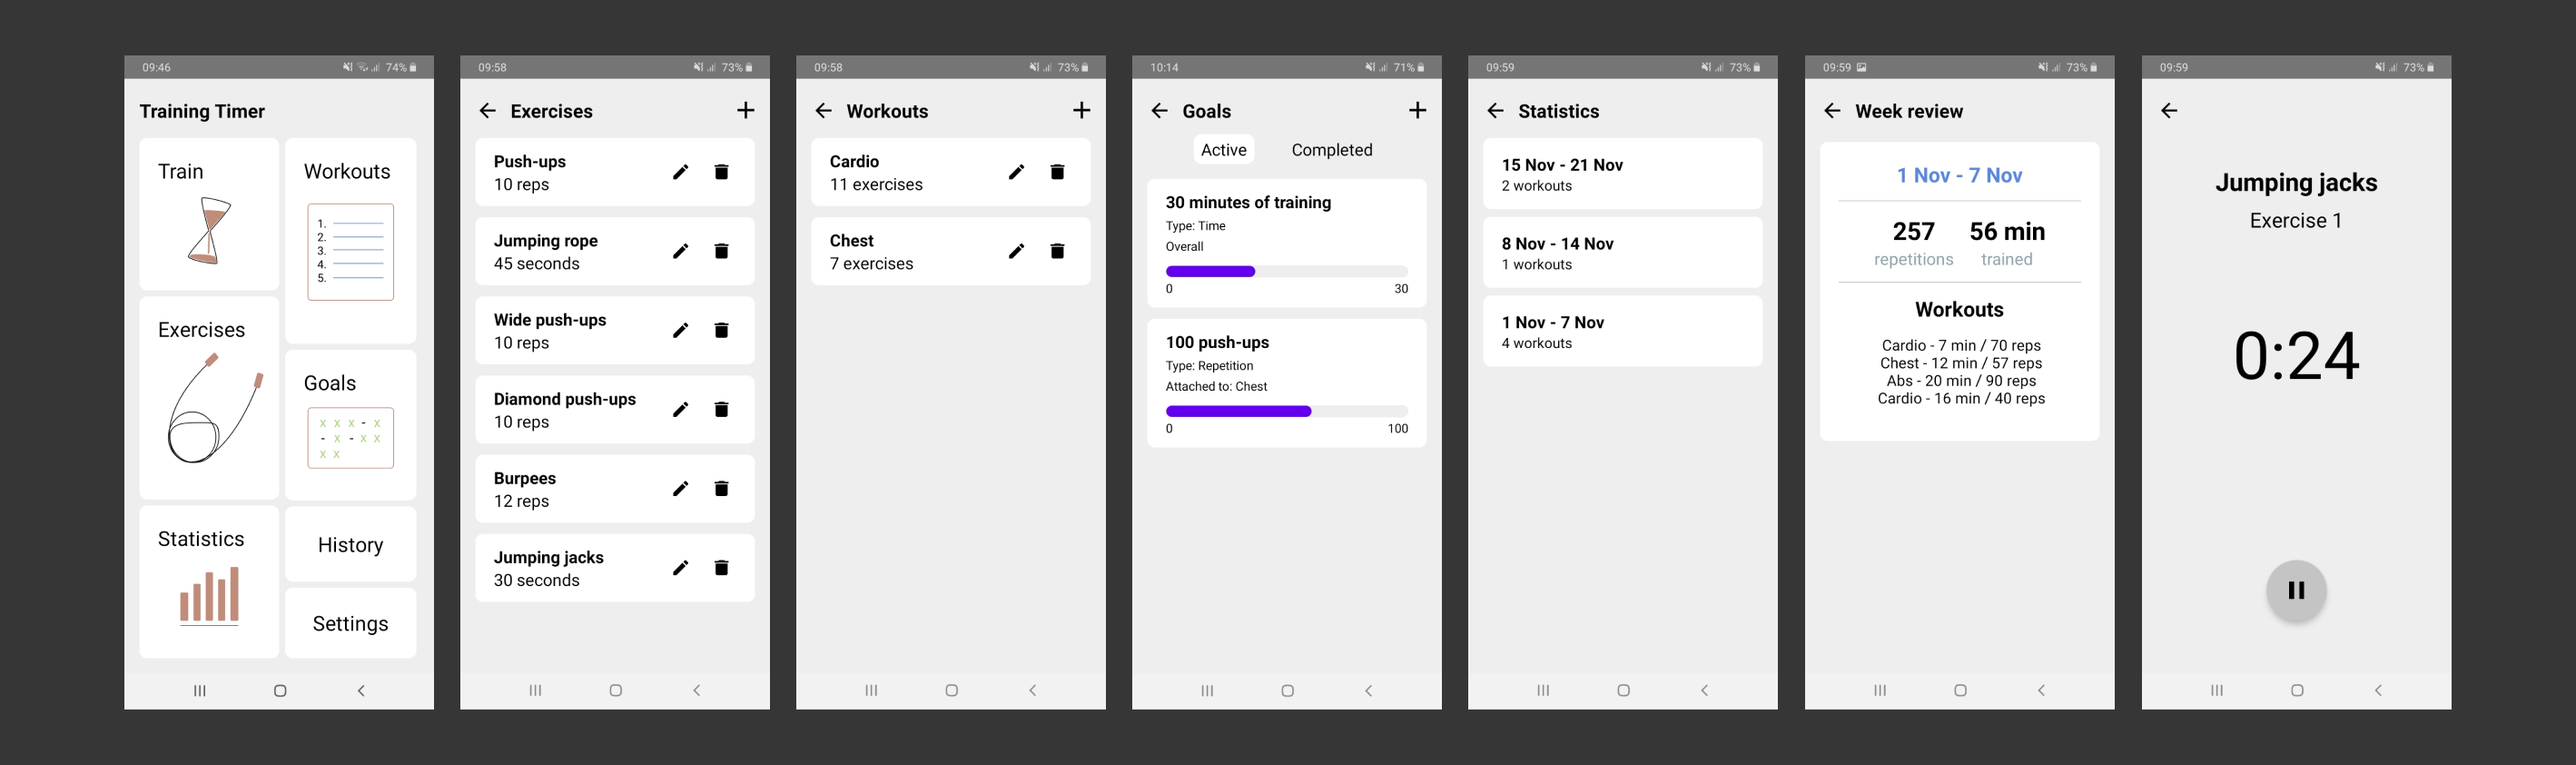 09:46 74%
Training Timer
Train
Workouts
1.
2.
3.
4.
5.
Exercises
Goals
x x x - x
- x - x x
x x
Statistics
History
Settings
09:58 73%
Exercises
Push-ups
10 reps
Jumping rope
45 seconds
Wide push-ups
10 reps
Diamond push-ups
10 reps
Burpees
12 reps
Jumping jacks
30 seconds
09:58 73%
Workouts
Cardio
11 exercises
Chest
7 exercises
10:14 71%
Goals
Active Completed
30 minutes of training
Type: Time
Overall
0 30
100 push-ups
Type: Repetition
Attached to: Chest
0 100
09:59 73%
Statistics
15 Nov - 21 Nov
2 workouts
8 Nov - 14 Nov
1 workouts
1 Nov - 7 Nov
4 workouts
09:59 73%
Week review
1 Nov - 7 Nov
257 56 min
repetitions trained
Workouts
Cardio - 7 min / 70 reps
Chest - 12 min / 57 reps
Abs - 20 min / 90 reps
Cardio - 16 min / 40 reps
09:59 73%
Jumping jacks
Exercise 1
0:24